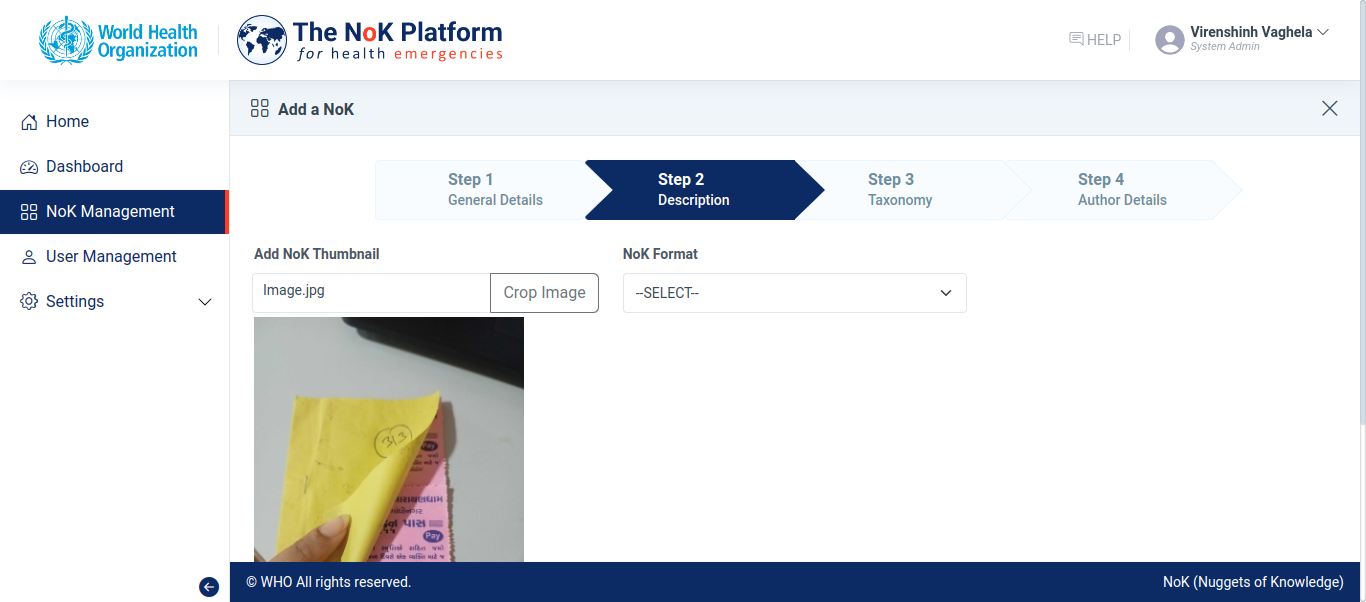 World Health
Organization
The NoK Platform
for health emergencies
HELP
Virenshinh Vaghela
System Admin
Home
Dashboard
NoK Management
User Management
Settings
Add a NoK
Step 1
General Details
Step 2
Description
Step 3
Taxonomy
Step 4
Author Details
Add NoK Thumbnail
NoK Format
Image.jpg
Crop Image
--SELECT--
313
Pay
પાસ
Pay
© WHO All rights reserved.
NoK (Nuggets of Knowledge)